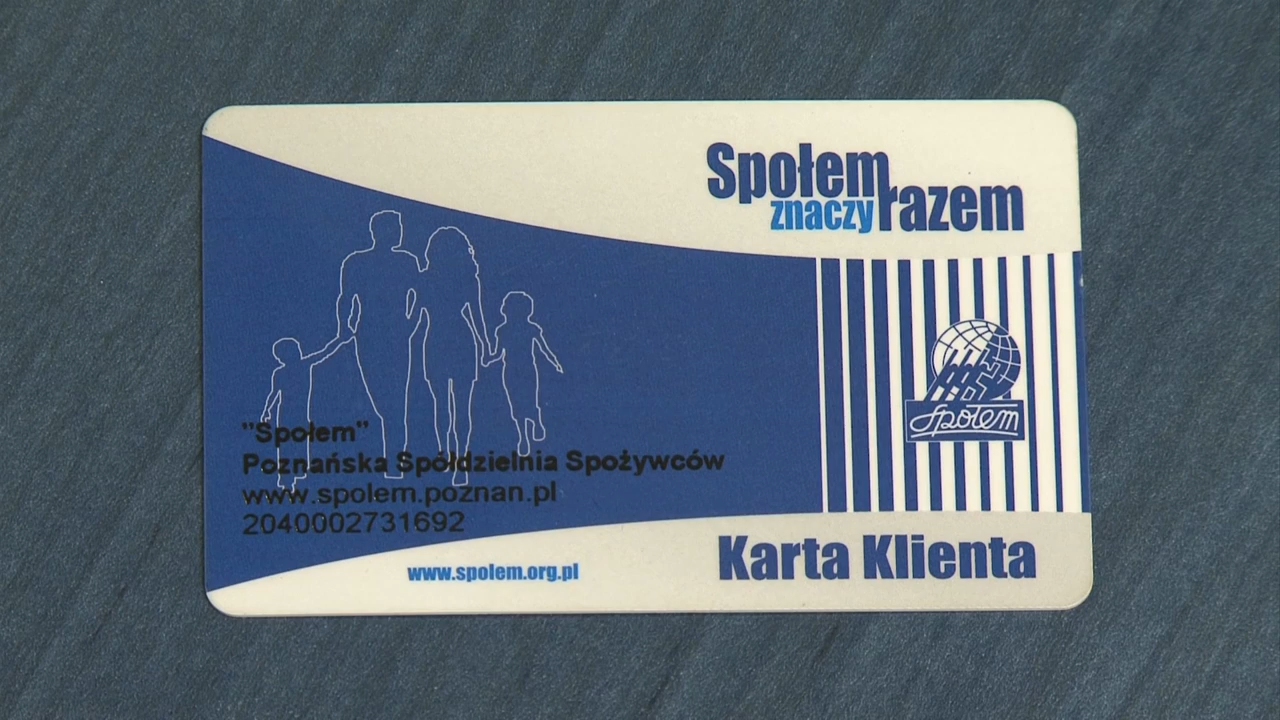 Społem
znaczy razem
Społem
"Społem"
Poznańska Spółdzielnia Spożywców
www.spolem.poznan.pl
2040002731692
www.spolem.org.pl
Karta Klienta